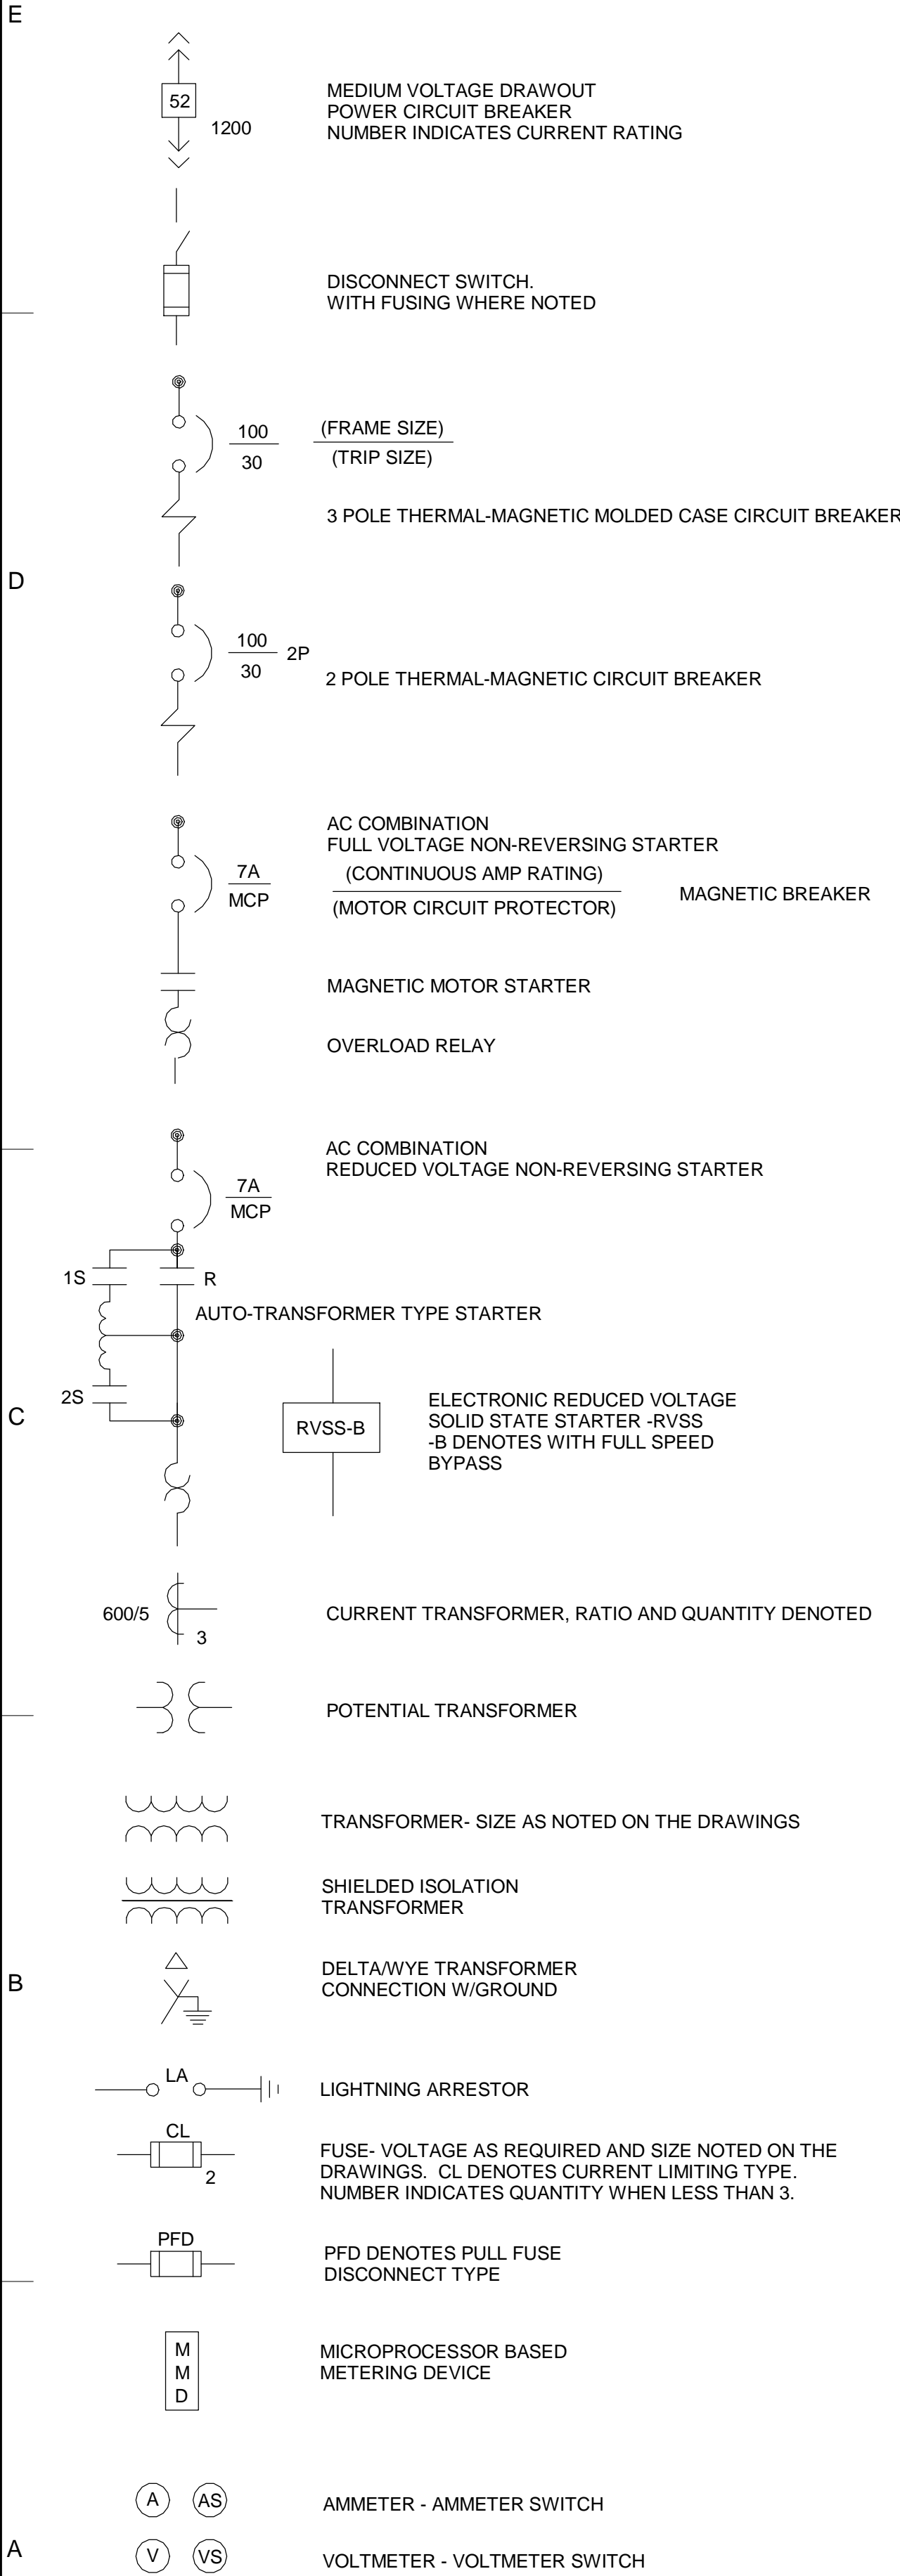 E
52
1200
MEDIUM VOLTAGE DRAWOUT
POWER CIRCUIT BREAKER
NUMBER INDICATES CURRENT RATING
DISCONNECT SWITCH.
WITH FUSING WHERE NOTED
100
30
(FRAME SIZE)
(TRIP SIZE)
3 POLE THERMAL-MAGNETIC MOLDED CASE CIRCUIT BREAKER
D
100
30
2P
2 POLE THERMAL-MAGNETIC CIRCUIT BREAKER
AC COMBINATION
FULL VOLTAGE NON-REVERSING STARTER
7A
MCP
(CONTINUOUS AMP RATING)
(MOTOR CIRCUIT PROTECTOR)
MAGNETIC BREAKER
MAGNETIC MOTOR STARTER
OVERLOAD RELAY
AC COMBINATION
REDUCED VOLTAGE NON-REVERSING STARTER
7A
MCP
1S
R
AUTO-TRANSFORMER TYPE STARTER
2S
C
RVSS-B
ELECTRONIC REDUCED VOLTAGE
SOLID STATE STARTER -RVSS
-B DENOTES WITH FULL SPEED
BYPASS
600/5
3
CURRENT TRANSFORMER, RATIO AND QUANTITY DENOTED
POTENTIAL TRANSFORMER
TRANSFORMER- SIZE AS NOTED ON THE DRAWINGS
SHIELDED ISOLATION
TRANSFORMER
B
DELTA/WYE TRANSFORMER
CONNECTION W/GROUND
LA
LIGHTNING ARRESTOR
CL
2
FUSE- VOLTAGE AS REQUIRED AND SIZE NOTED ON THE
DRAWINGS. CL DENOTES CURRENT LIMITING TYPE.
NUMBER INDICATES QUANTITY WHEN LESS THAN 3.
PFD
PFD DENOTES PULL FUSE
DISCONNECT TYPE
M
M
D
MICROPROCESSOR BASED
METERING DEVICE
A AS
AMMETER - AMMETER SWITCH
A
V VS
VOLTMETER - VOLTMETER SWITCH